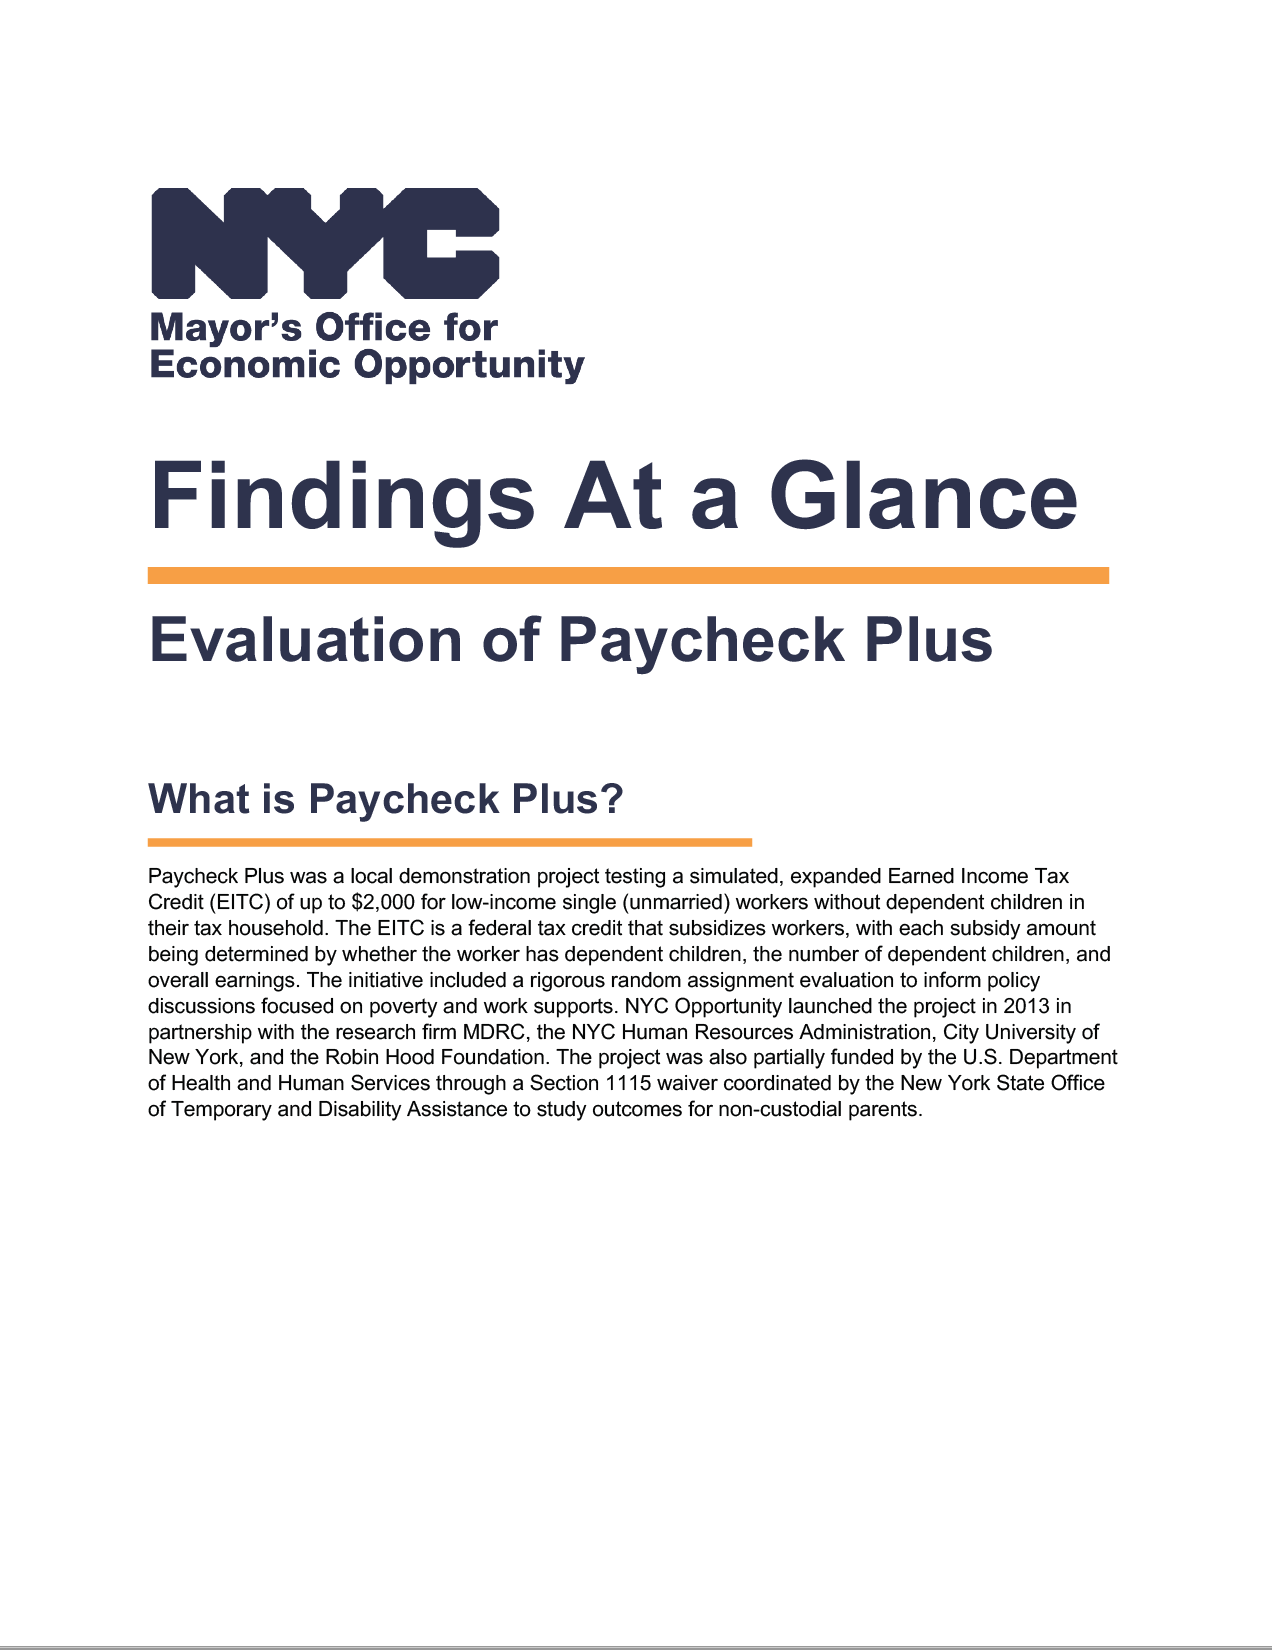 NYC
Mayor's Office for
Economic Opportunity
Findings At a Glance
Evaluation of Paycheck Plus
What is Paycheck Plus?
Paycheck Plus was a local demonstration project testing a simulated, expanded Earned Income Tax
Credit (EITC) of up to $2,000 for low-income single (unmarried) workers without dependent children in
their tax household. The EITC is a federal tax credit that subsidizes workers, with each subsidy amount
being determined by whether the worker has dependent children, the number of dependent children, and
overall earnings. The initiative included a rigorous random assignment evaluation to inform policy
discussions focused on poverty and work supports. NYC Opportunity launched the project in 2013 in
partnership with the research firm MDRC, the NYC Human Resources Administration, City University of
New York, and the Robin Hood Foundation. The project was also partially funded by the U.S. Department
of Health and Human Services through a Section 1115 waiver coordinated by the New York State Office
of Temporary and Disability Assistance to study outcomes for non-custodial parents.